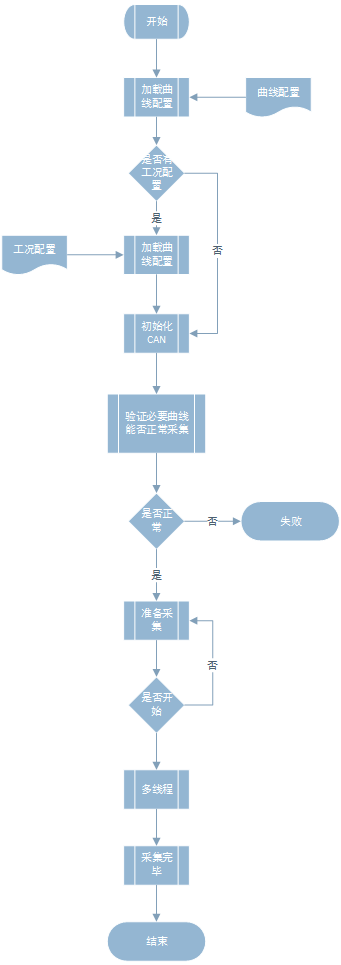 开始
加载曲
线配置
曲线配置
是否有
工况配
置
是
否
工况配置
加载曲
线配置
初始化
CAN
验证必要曲线
能否正常采集
是否正
常
否
失败
是
准备采
集
否
是否开
始
多线程
采集完
毕
结束